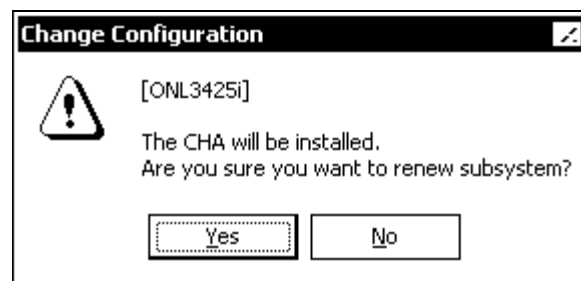 Change Configuration
[ONL3425i]
The CHA will be installed.
Are you sure you want to renew subsystem?
Yes
No